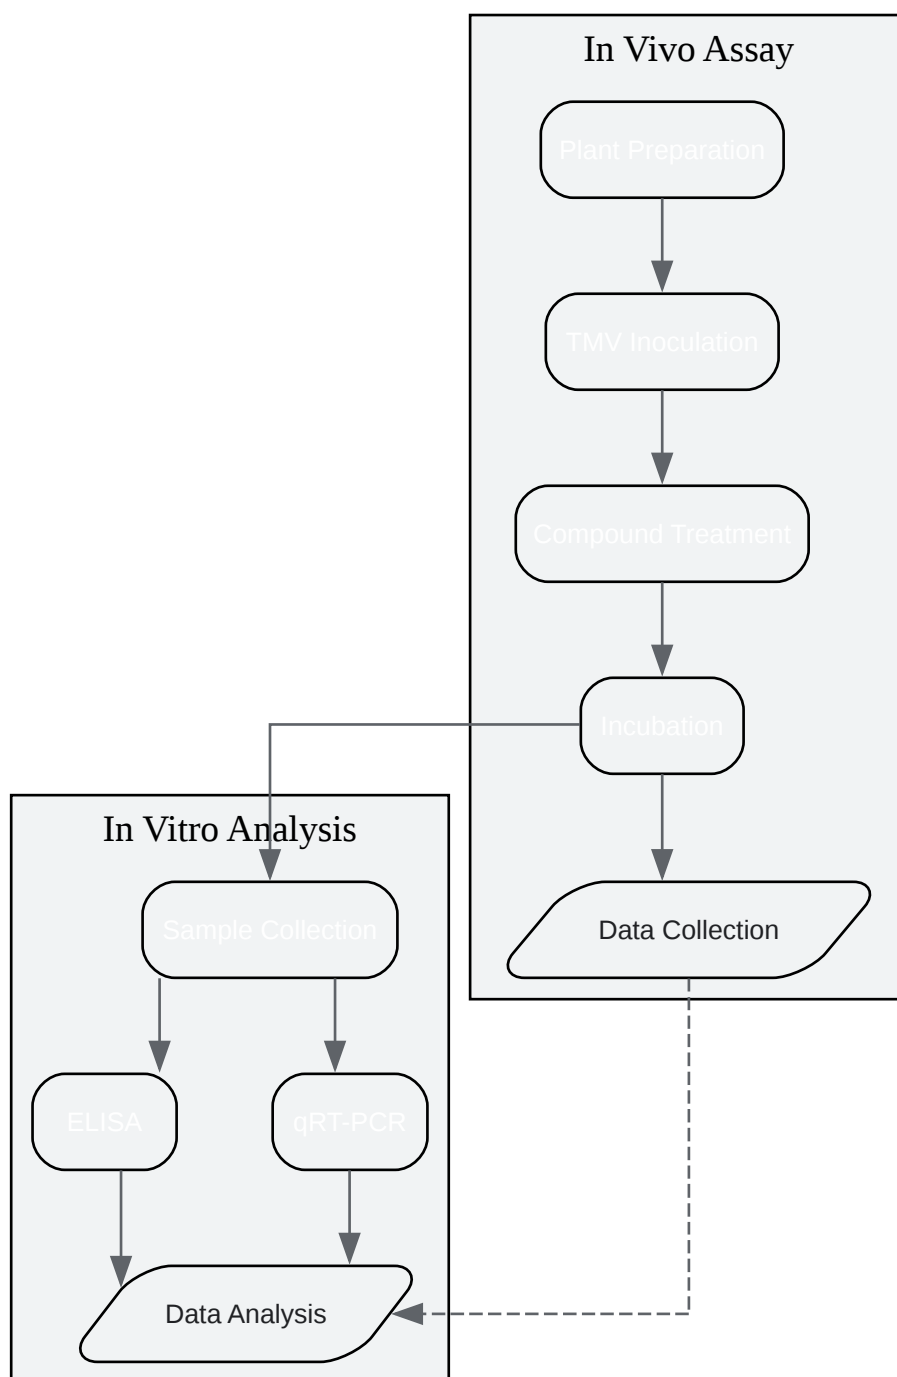 In Vivo Assay
Plant Preparation
TMV Inoculation
Compound Treatment
Incubation
In Vitro Analysis
Sample Collection
Data Collection
ELISA
qRT-PCR
Data Analysis